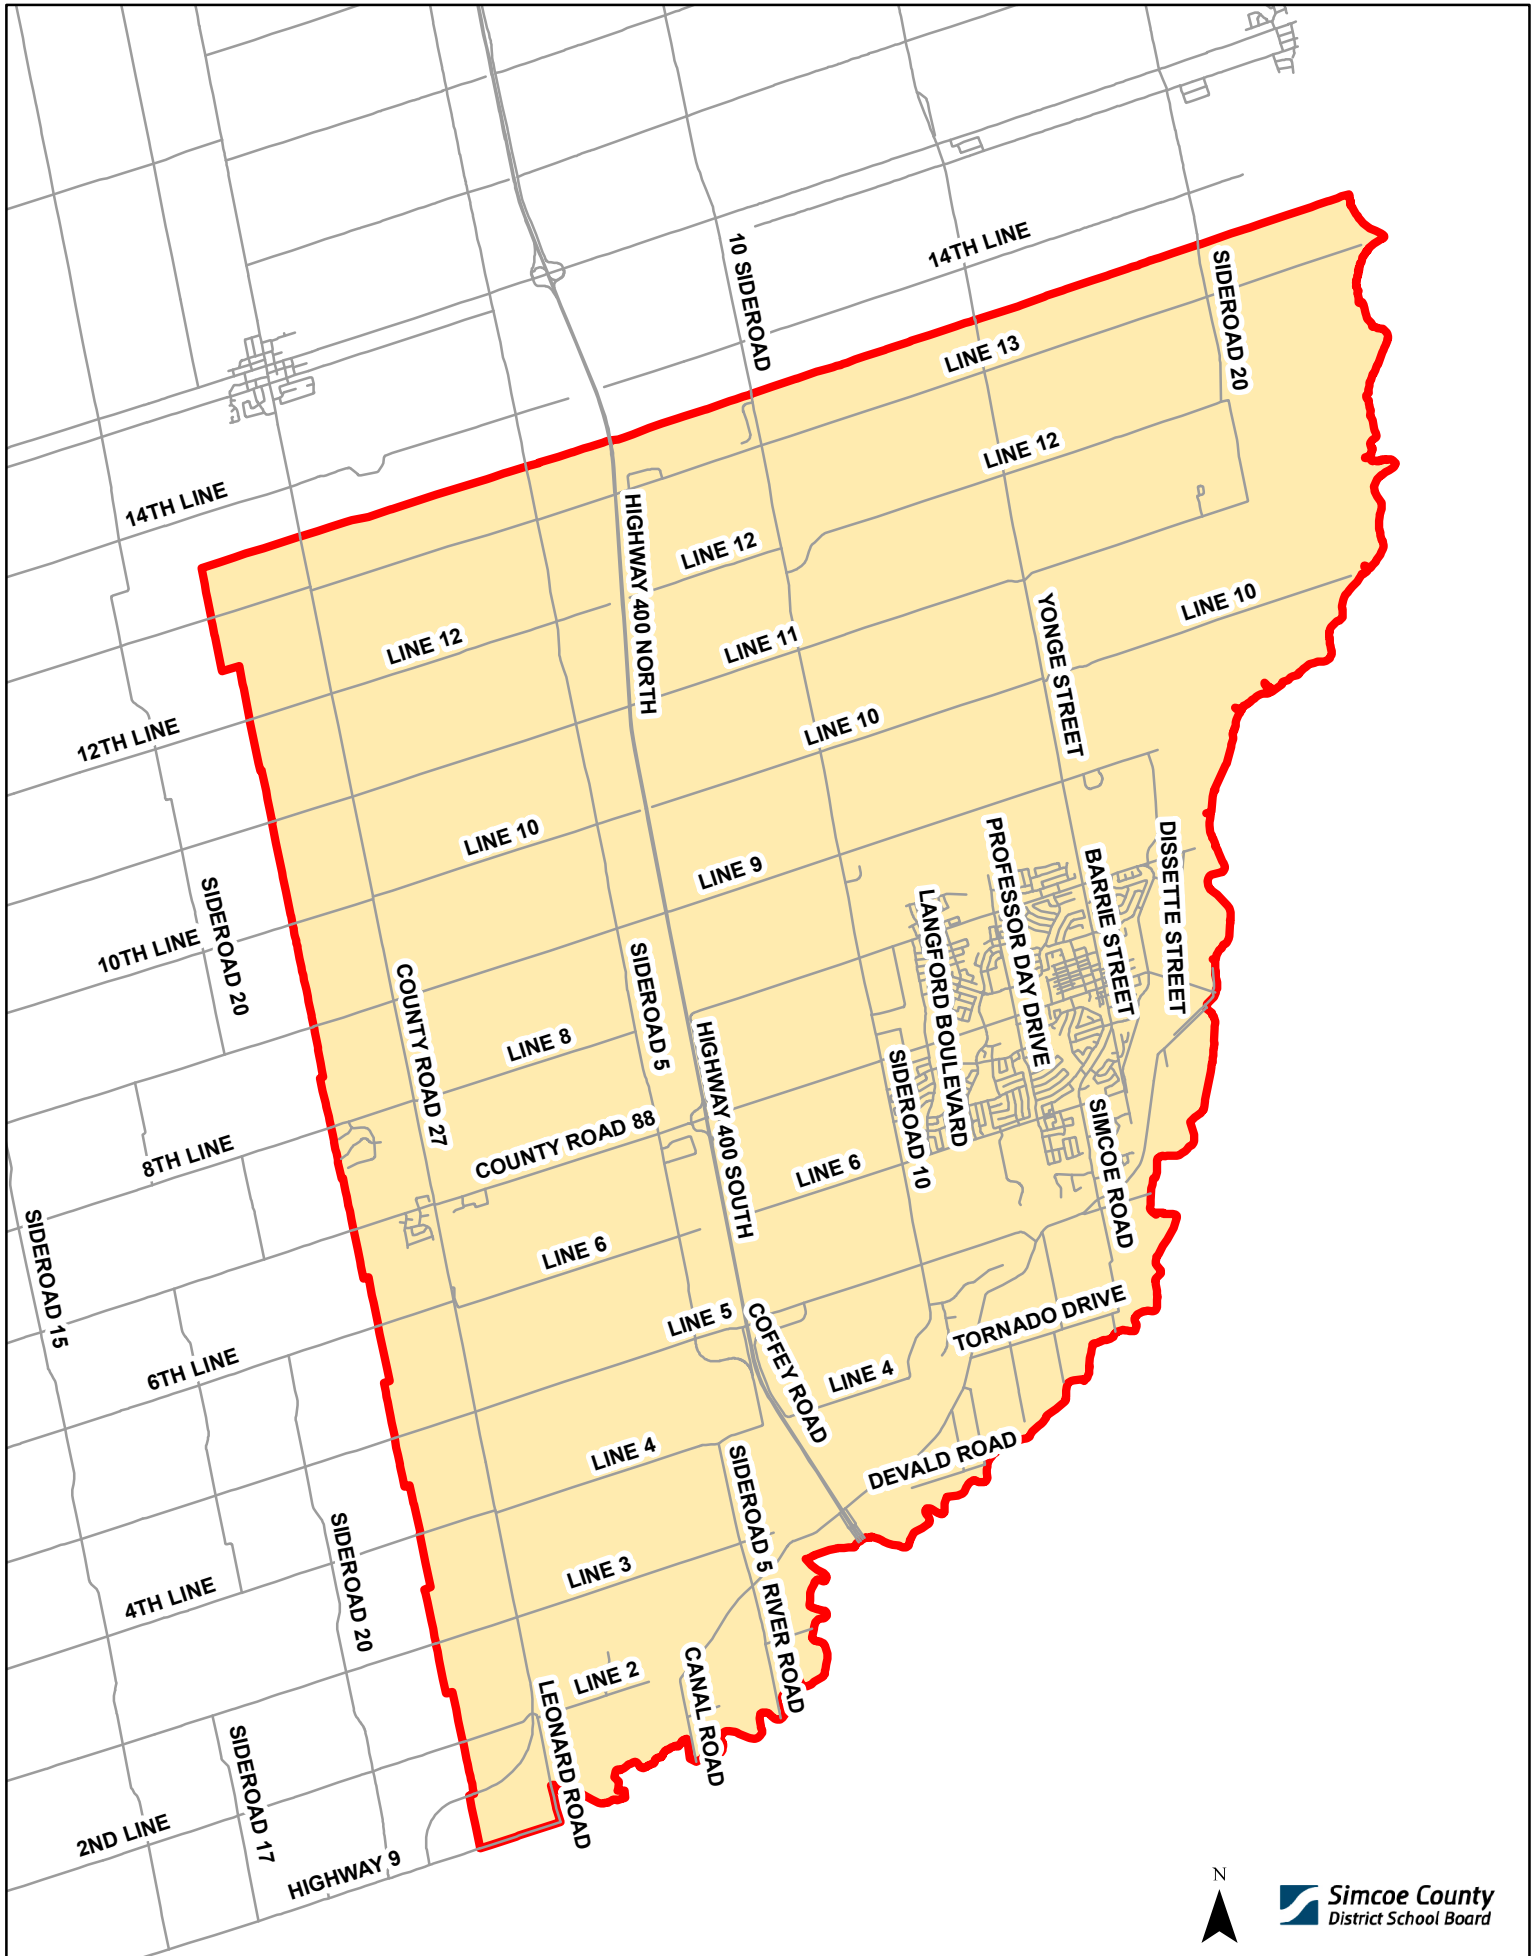 10 SIDEROAD
14TH LINE
SIDEROAD 20
LINE 13
LINE 12
14TH LINE
HIGHWAY 400 NORTH
LINE 12
LINE 10
YONGE STREET
LINE 12
LINE 11
LINE 10
12TH LINE
LINE 10
PROFESSOR DAY DRIVE
DISSETTE STREET
BARRIE STREET
LINE 9
SIDEROAD 20
LANGFORD BOULEVARD
10TH LINE
SIDEROAD 5
COUNTY ROAD 27
LINE 8
HIGHWAY 400 SOUTH
SIDEROAD 10
SIMCOE ROAD
COUNTY ROAD 88
8TH LINE
LINE 6
SIDEROAD 15
LINE 6
TORNADO DRIVE
LINE 5
COFFEY ROAD
6TH LINE
LINE 4
LINE 4
DEVALD ROAD
SIDEROAD 5
SIDEROAD 20
LINE 3
4TH LINE
RIVER ROAD
LINE 2
CANAL ROAD
LEONARD ROAD
SIDEROAD 17
2ND LINE
HIGHWAY 9
N
Simcoe County
District School Board